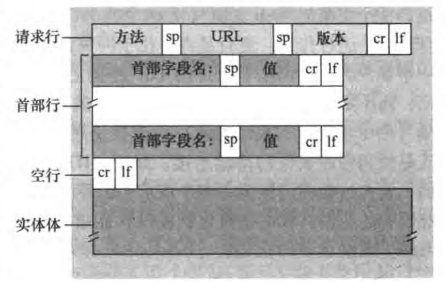 请求行 方法 sp URL sp 版本 cr lf
首部字段名: sp 值 cr lf
首部行
首部字段名: sp 值 cr lf
空行 cr lf
实体体